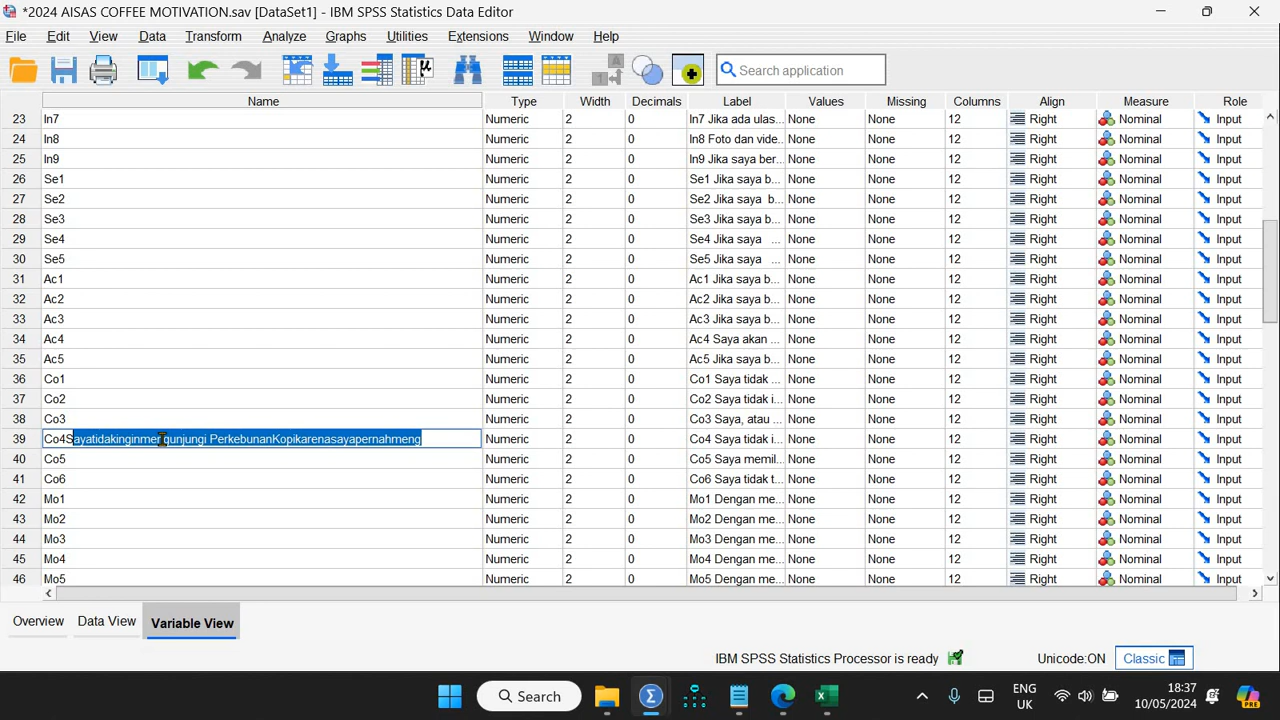 *2024 AISAS COFFEE MOTIVATION.sav [DataSet1] - IBM SPSS Statistics Data Editor
File Edit View Data Transform Analyze Graphs Utilities Extensions Window Help
Search application
Name Type Width Decimals Label Values Missing Columns Align Measure Role
23 In7 Numeric 2 0 In7 Jika ada ulas... None None 12 Right Nominal Input
24 In8 Numeric 2 0 In8 Foto dan vide... None None 12 Right Nominal Input
25 In9 Numeric 2 0 In9 Jika saya ber... None None 12 Right Nominal Input
26 Se1 Numeric 2 0 Se1 Jika saya b... None None 12 Right Nominal Input
27 Se2 Numeric 2 0 Se2 Jika saya b... None None 12 Right Nominal Input
28 Se3 Numeric 2 0 Se3 Jika saya b... None None 12 Right Nominal Input
29 Se4 Numeric 2 0 Se4 Jika saya ... None None 12 Right Nominal Input
30 Se5 Numeric 2 0 Se5 Jika saya ... None None 12 Right Nominal Input
31 Ac1 Numeric 2 0 Ac1 Jika saya b... None None 12 Right Nominal Input
32 Ac2 Numeric 2 0 Ac2 Jika saya b... None None 12 Right Nominal Input
33 Ac3 Numeric 2 0 Ac3 Jika saya b... None None 12 Right Nominal Input
34 Ac4 Numeric 2 0 Ac4 Saya akan ... None None 12 Right Nominal Input
35 Ac5 Numeric 2 0 Ac5 Jika saya b... None None 12 Right Nominal Input
36 Co1 Numeric 2 0 Co1 Saya tidak ... None None 12 Right Nominal Input
37 Co2 Numeric 2 0 Co2 Saya tidak i... None None 12 Right Nominal Input
38 Co3 Numeric 2 0 Co3 Saya, atau ... None None 12 Right Nominal Input
39 Co4Sayatidakinginmengunjungi PerkebunanKopikarenasayapernahmeng Numeric 2 0 Co4 Saya tidak i... None None 12 Right Nominal Input
40 Co5 Numeric 2 0 Co5 Saya memil... None None 12 Right Nominal Input
41 Co6 Numeric 2 0 Co6 Saya tidak t... None None 12 Right Nominal Input
42 Mo1 Numeric 2 0 Mo1 Dengan me... None None 12 Right Nominal Input
43 Mo2 Numeric 2 0 Mo2 Dengan me... None None 12 Right Nominal Input
44 Mo3 Numeric 2 0 Mo3 Dengan me... None None 12 Right Nominal Input
45 Mo4 Numeric 2 0 Mo4 Dengan me... None None 12 Right Nominal Input
46 Mo5 Numeric 2 0 Mo5 Dengan me... None None 12 Right Nominal Input
Overview Data View Variable View
IBM SPSS Statistics Processor is ready Unicode:ON Classic
Search ENG 18:37
UK 10/05/2024 PRE